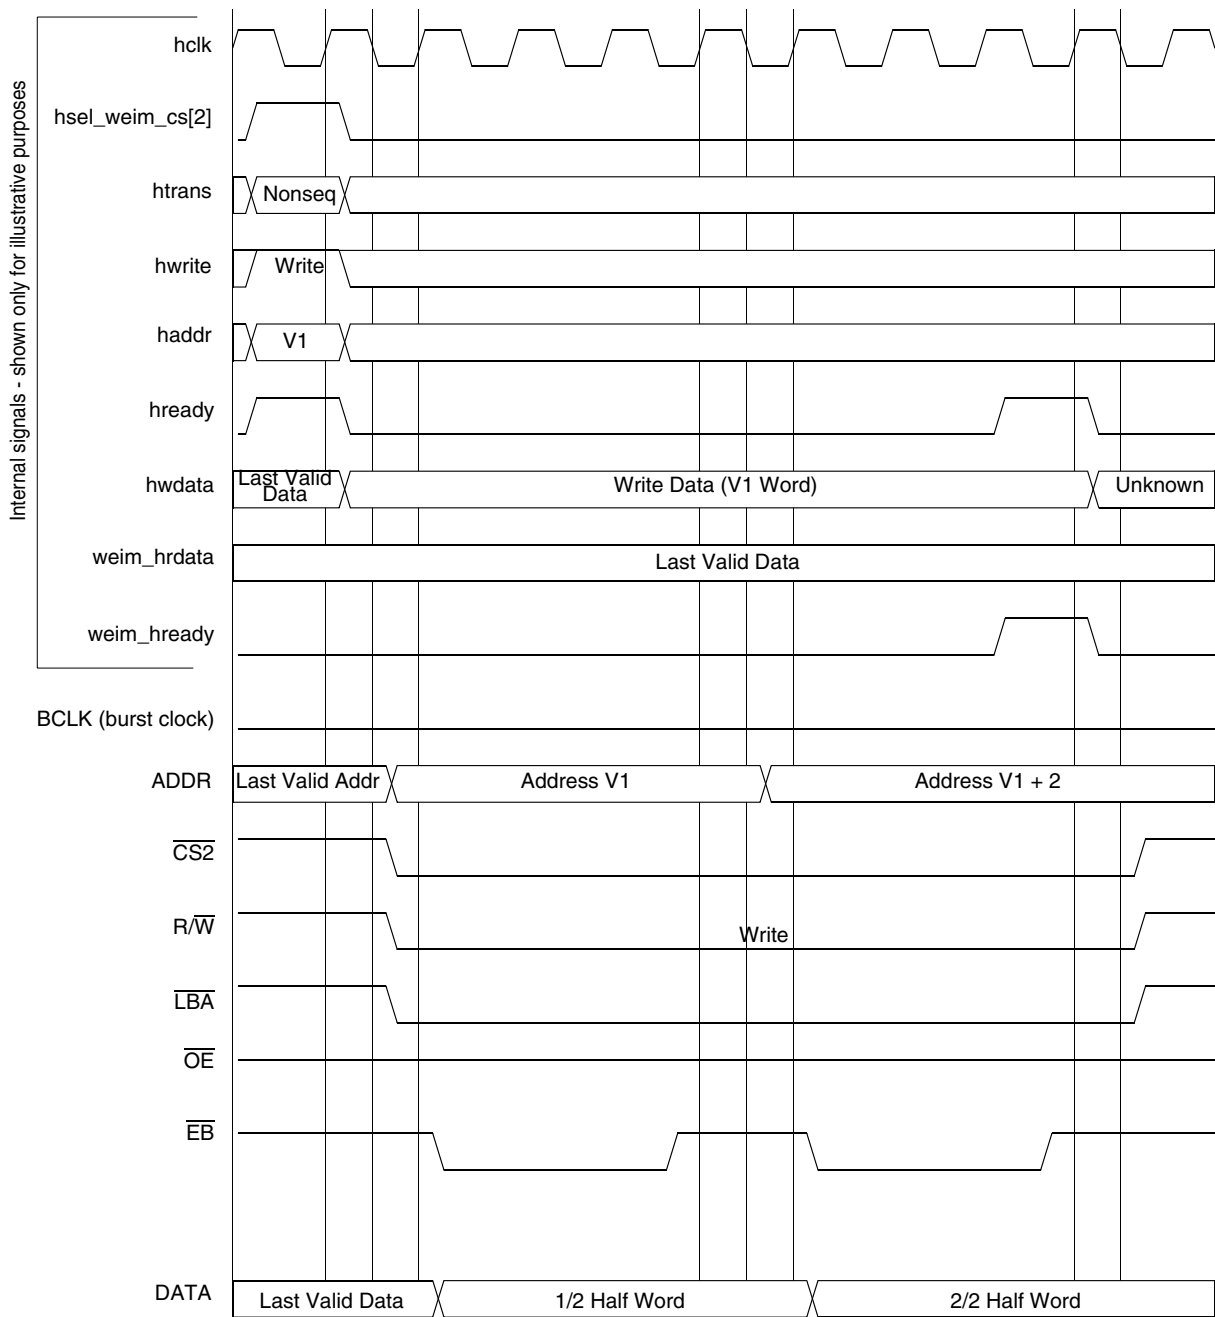 Internal signals - shown only for illustrative purposes
hclk
hsel_weim_cs[2]
htrans
Nonseq
hwrite
Write
haddr
V1
hready
hwdata
Last Valid
Data
Write Data (V1 Word)
Unknown
weim_hrdata
Last Valid Data
weim_hready
BCLK (burst clock)
ADDR
Last Valid Addr
Address V1
Address V1 + 2
CS2
R/W
Write
LBA
OE
EB
DATA
Last Valid Data
1/2 Half Word
2/2 Half Word